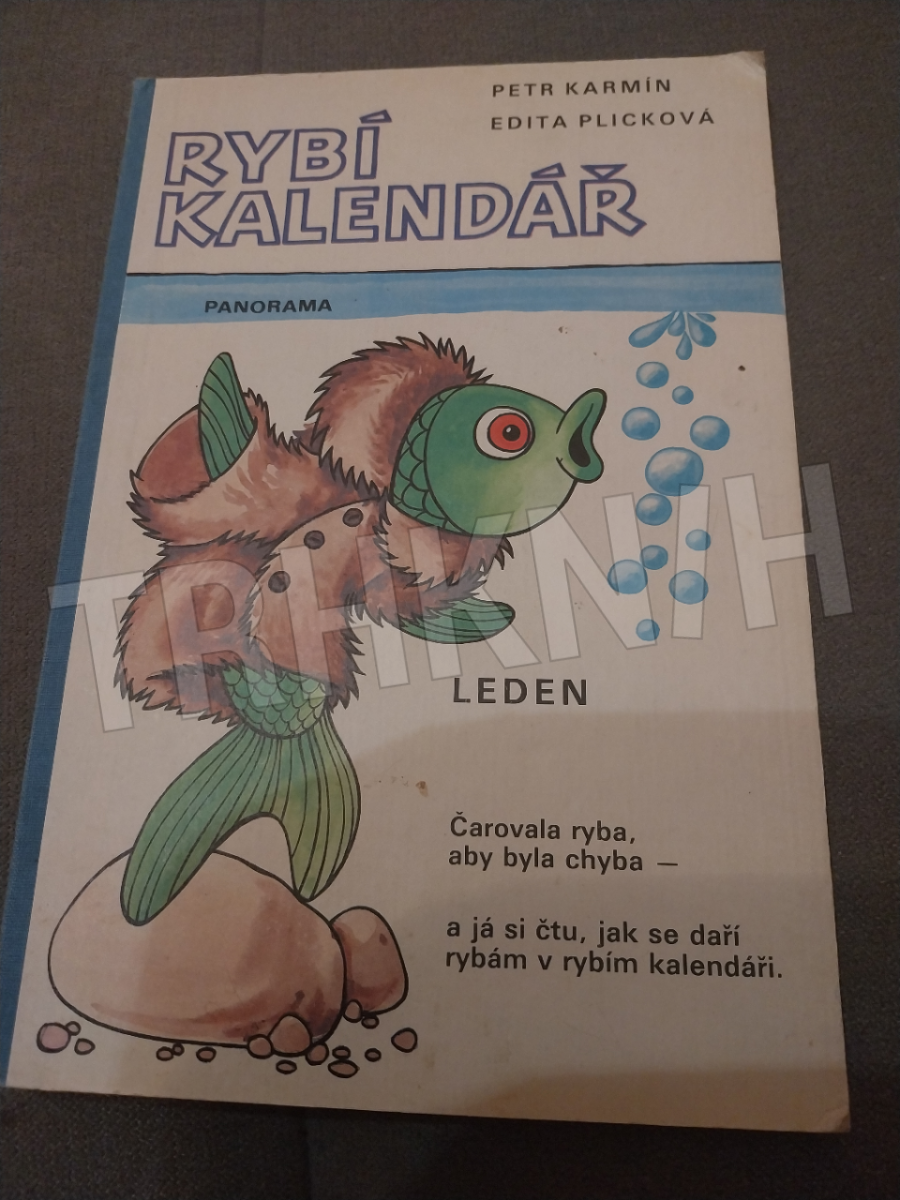 PETR KARMÍN
EDITA PLICKOVÁ
RYBÍ
KALENDÁŘ
PANORAMA
TRHKNIH
LEDEN
Čarovala ryba,
aby byla chyba —
a já si čtu, jak se daří
rybám v rybím kalendáři.